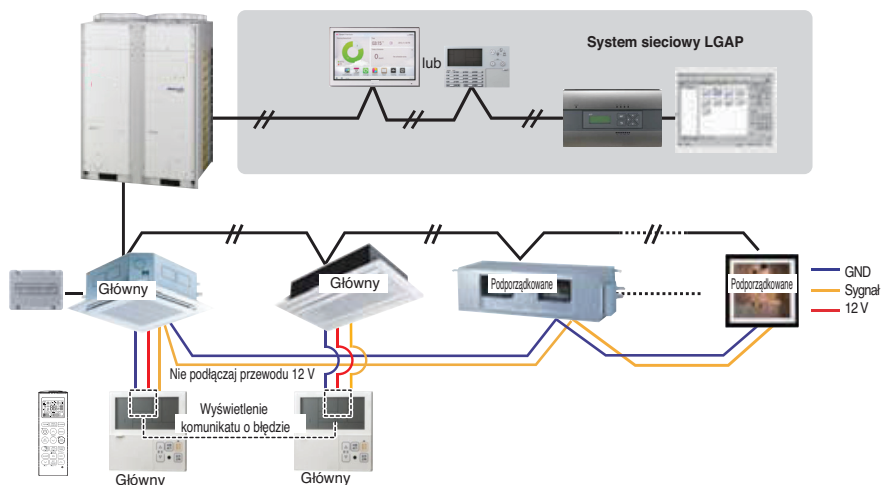 System sieciowy LGAP
lub
Główny
Główny
Podporządkowane
Podporządkowane
GND
Sygnał
12 V
Nie podłączaj przewodu 12 V
Wyświetlenie
komunikatu o błędzie
Główny
Główny